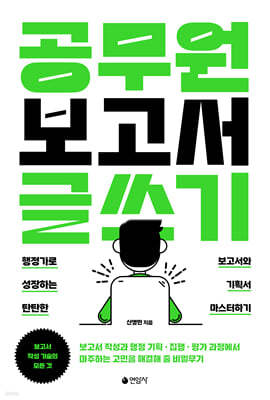 공무원
보고서
글쓰기
행정가로
성장하는
탄탄한
보고서와
기획서
마스터하기
신영민 지음
보고서
작성 기술의
모든 것!
보고서 작성과 행정 기획·집행·평가 과정에서
마주하는 고민을 해결해 줄 비밀무기
연암사